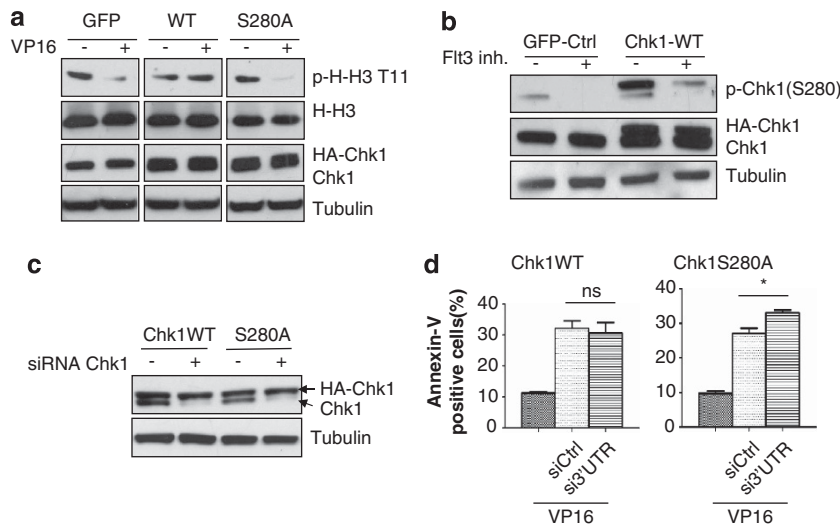 a
GFP WT S280A
VP16 - + - + - +
p-H-H3 T11
H-H3
HA-Chk1
Chk1
Tubulin
b
GFP-Ctrl Chk1-WT
Flt3 inh. - + - +
p-Chk1(S280)
HA-Chk1
Chk1
Tubulin
c
Chk1WT S280A
siRNA Chk1 - + - +
HA-Chk1
Chk1
Tubulin
d
Chk1WT
Annexin-V
positive cells(%)
40
30
20
10
0
ns
siCtrl
si3'UTR
VP16
Chk1S280A
40
30
20
10
0
*
siCtrl
si3'UTR
VP16